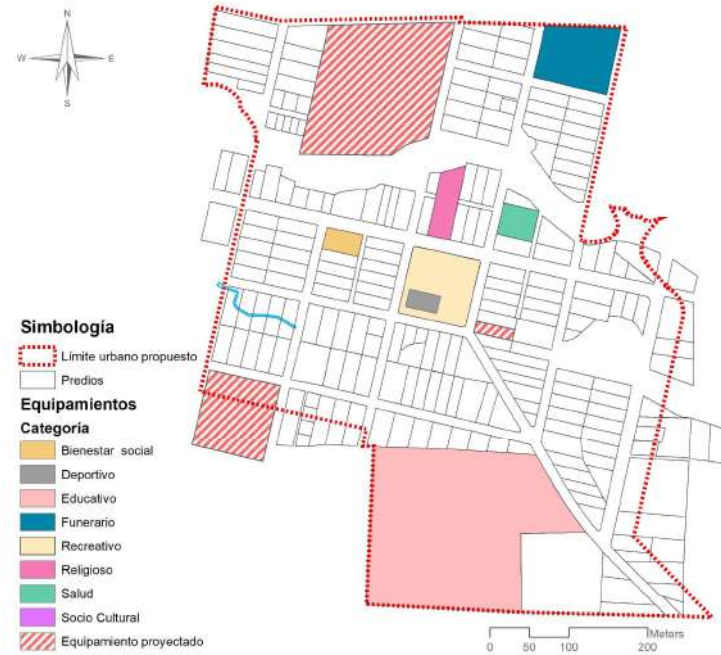 N
W E
S
Simbología
Límite urbano propuesto
Predios
Equipamientos
Categoría
Bienestar social
Deportivo
Educativo
Funerario
Recreativo
Religioso
Salud
Socio Cultural
Equipamiento proyectado
Meters
0 50 100 200